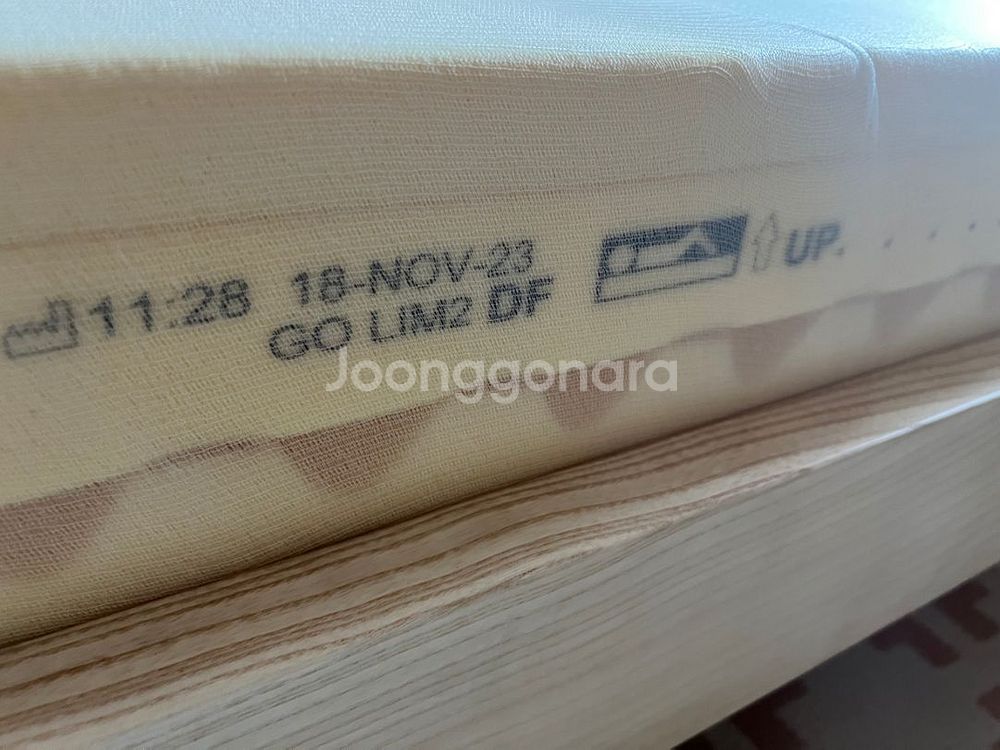 11:28 18-NOV-23
GO LIM2 DF
UP.
Joonggonara